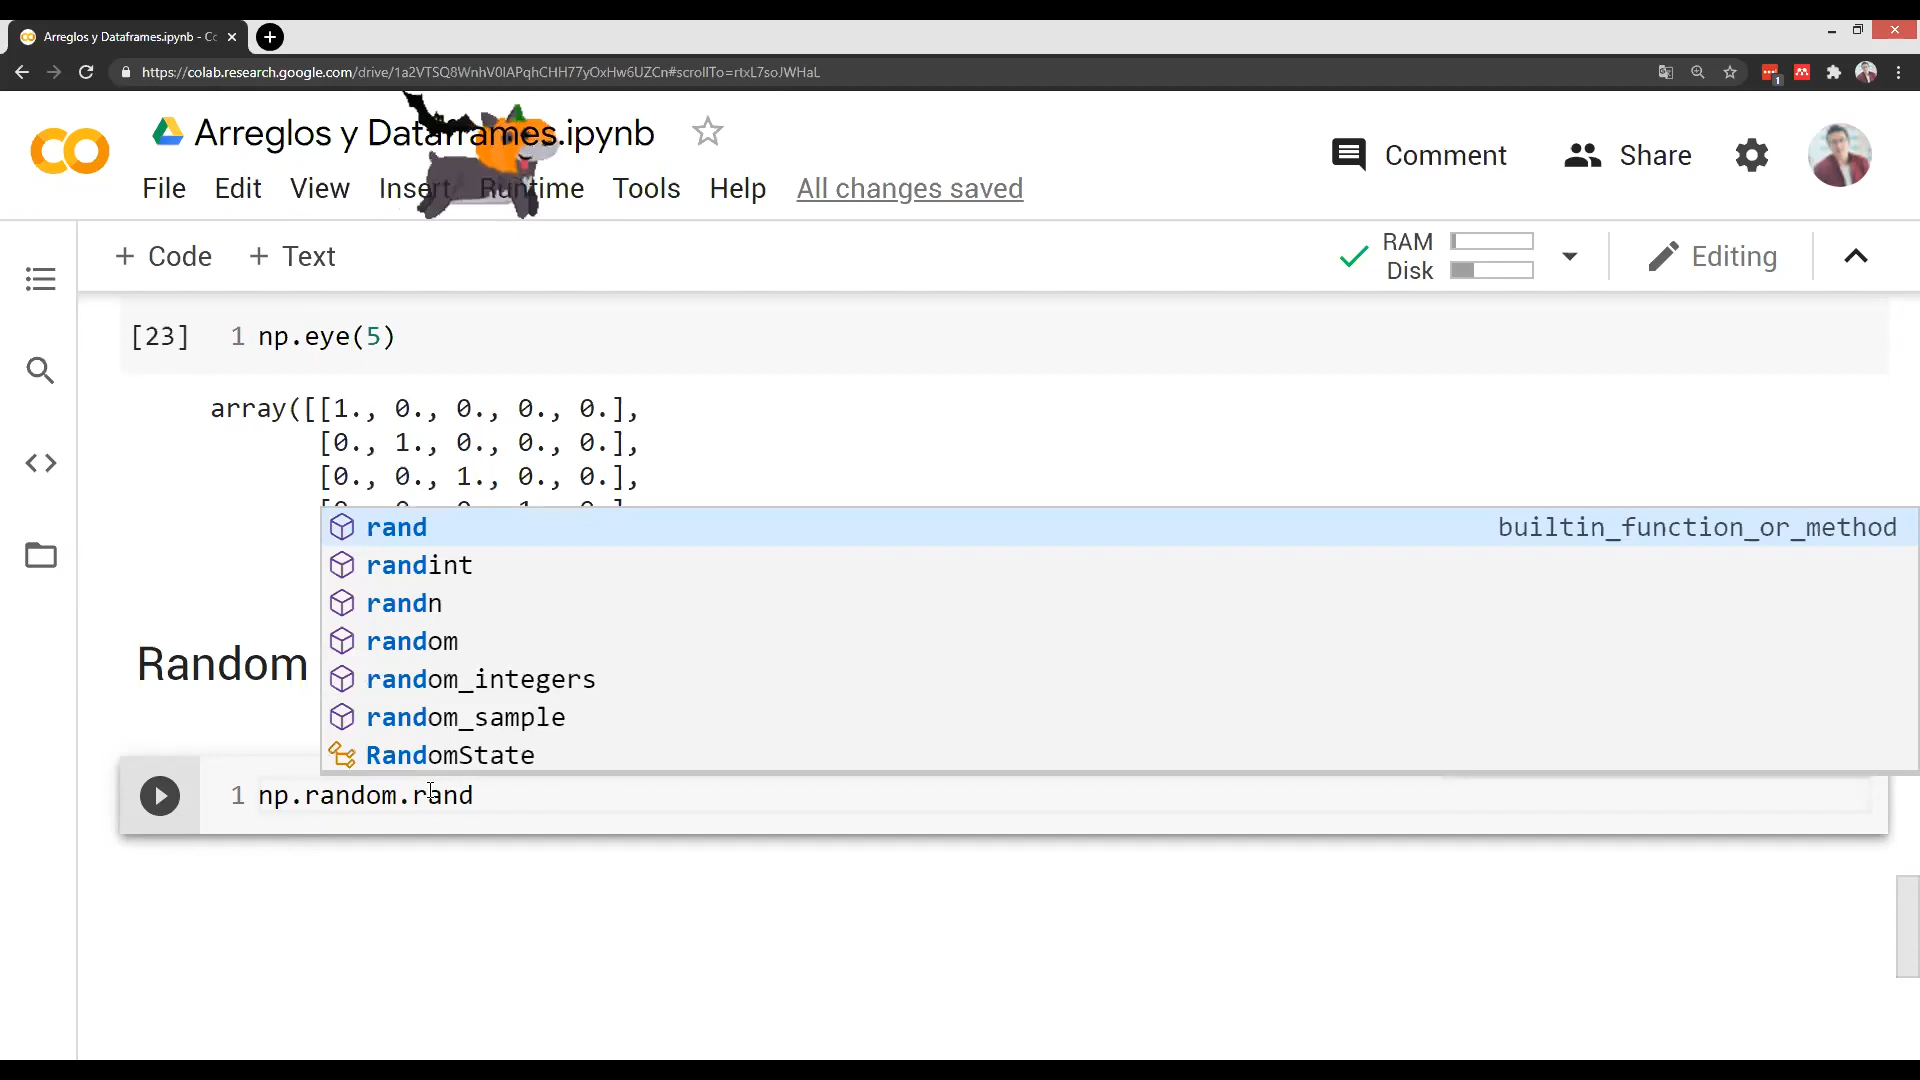 Arreglos y Dataframes.ipynb - Cc
https://colab.research.google.com/drive/1a2VTSQ8WnhV0IAPqhCHH77yOxHw6UZCn#scrollTo=rtxL7soJWHaL
1
Arreglos y Dataframes.ipynb
Comment
Share
File Edit View Insert Runtime Tools Help All changes saved
+ Code + Text
RAM
Disk
Editing
[23] 1 np.eye(5)
array([[1., 0., 0., 0., 0.],
[0., 1., 0., 0., 0.],
[0., 0., 1., 0., 0.],
rand builtin_function_or_method
randint
randn
random
random_integers
random_sample
RandomState
Random
1 np.random.rand